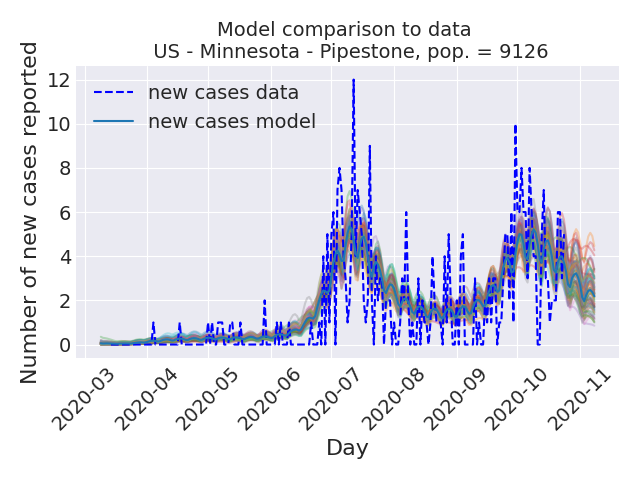 Model comparison to data
US - Minnesota - Pipestone, pop. = 9126
Number of new cases reported
12
10
8
6
4
2
0
new cases data
new cases model
2020-03
2020-04
2020-05
2020-06
2020-07
2020-08
2020-09
2020-10
2020-11
Day